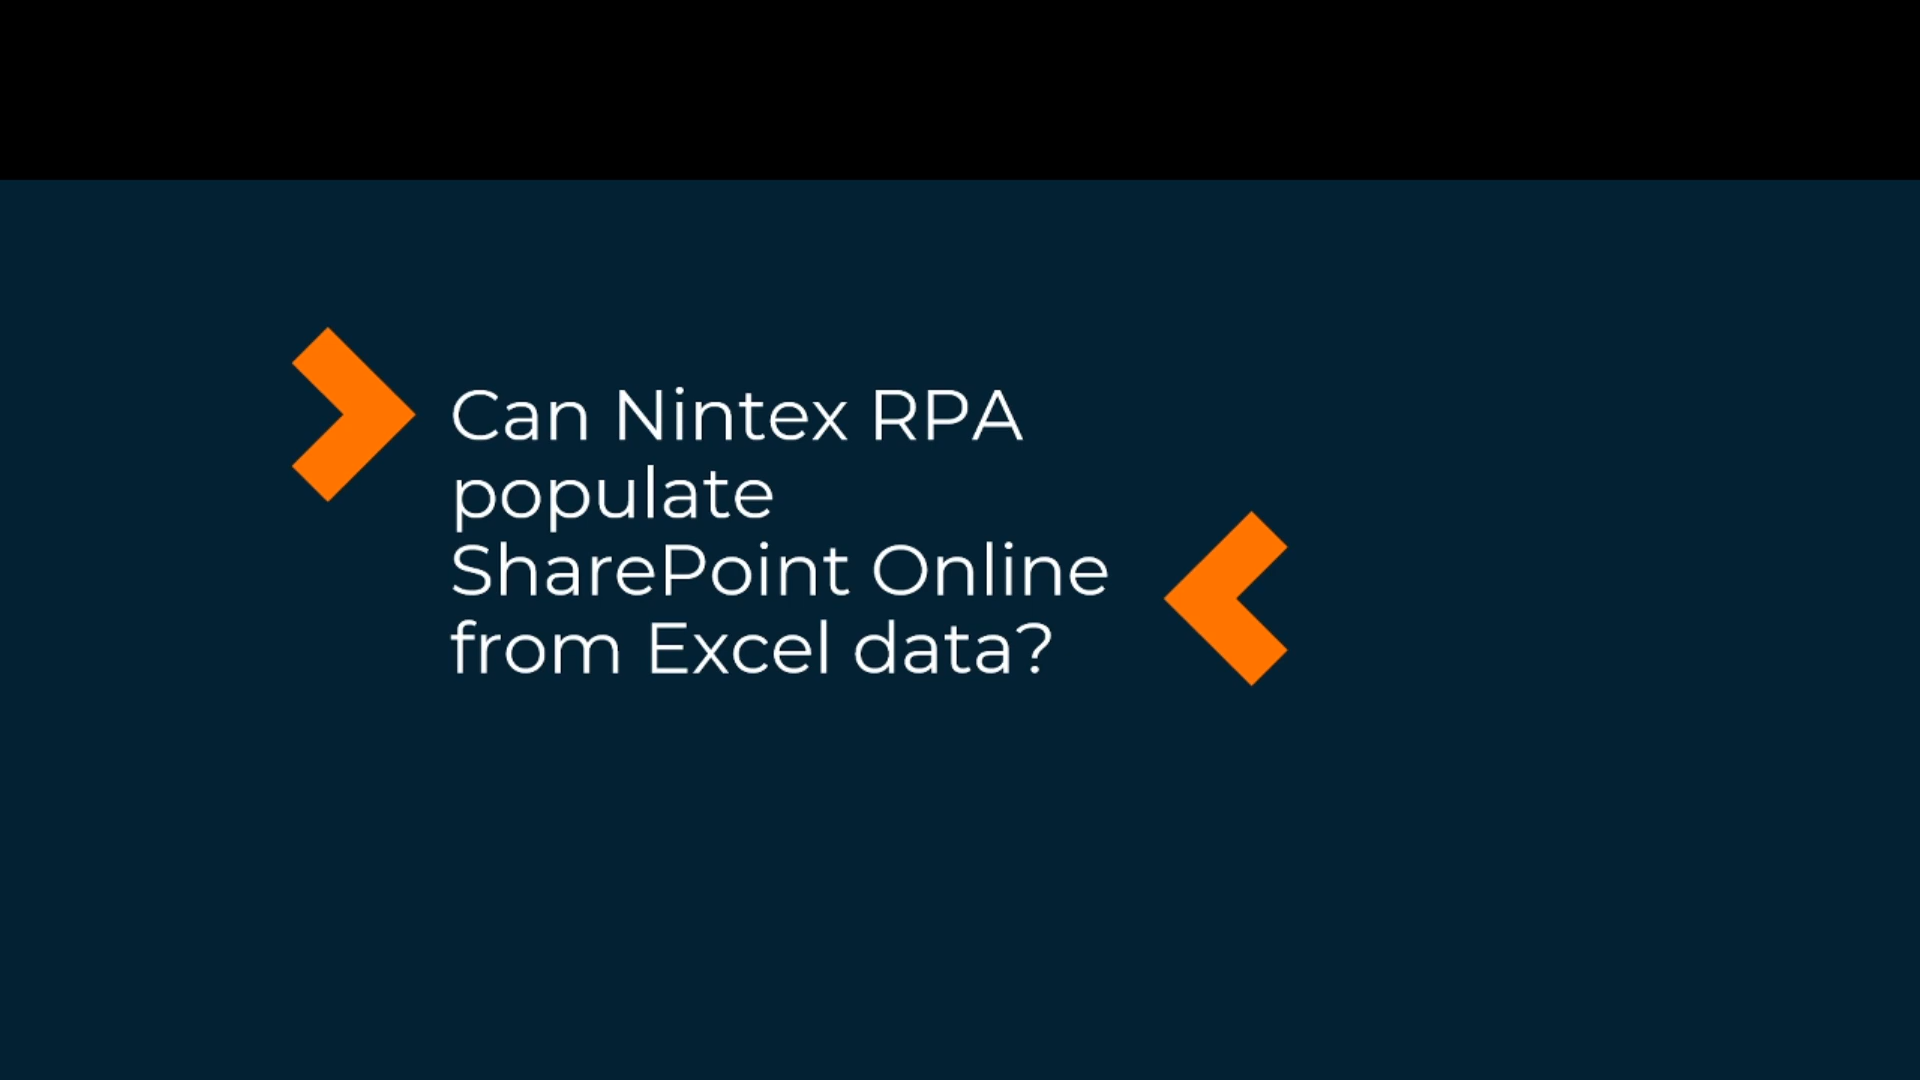 Can Nintex RPA
populate
SharePoint Online
from Excel data?